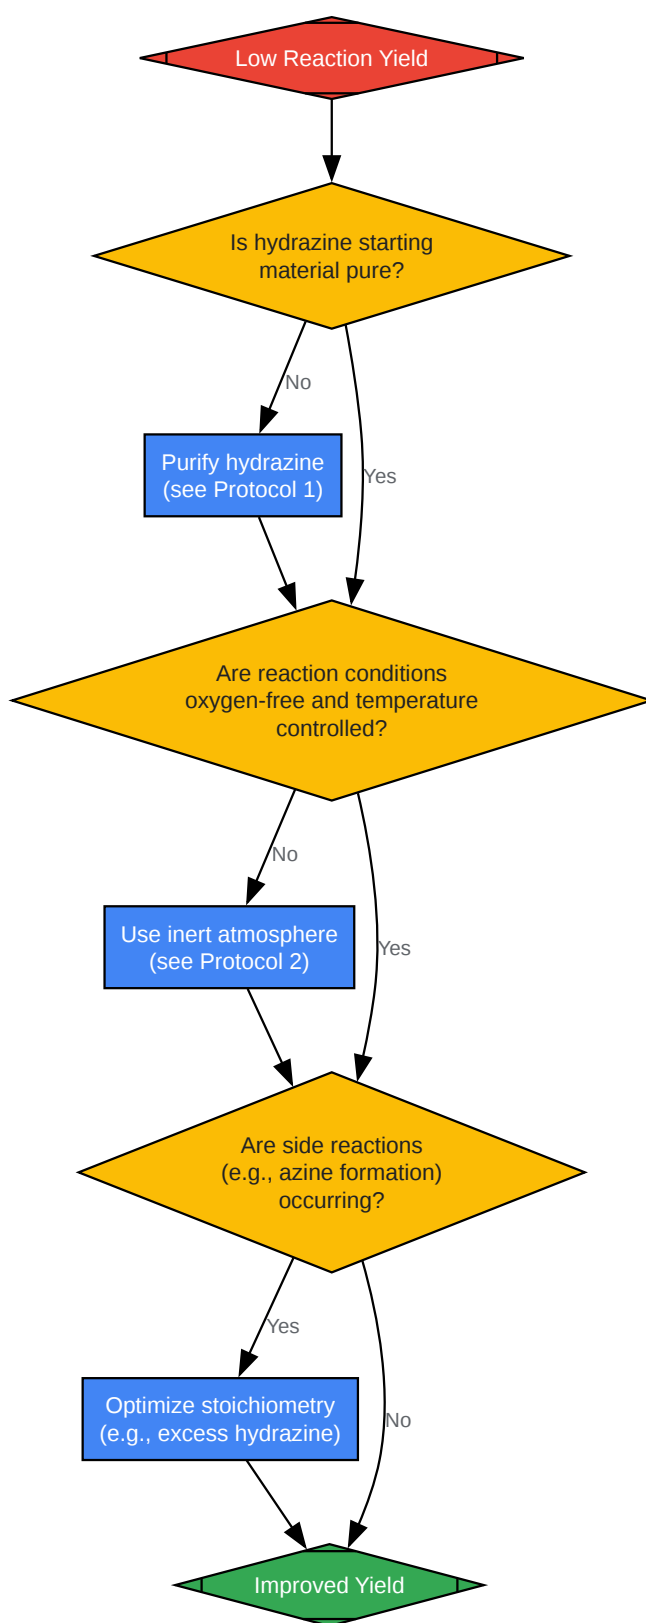 Low Reaction Yield
Is hydrazine starting
material pure?
No
Purify hydrazine
(see Protocol 1)
Yes
Are reaction conditions
oxygen-free and temperature
controlled?
No
Use inert atmosphere
(see Protocol 2)
Yes
Are side reactions
(e.g., azine formation)
occurring?
Yes
Optimize stoichiometry
(e.g., excess hydrazine)
No
Improved Yield